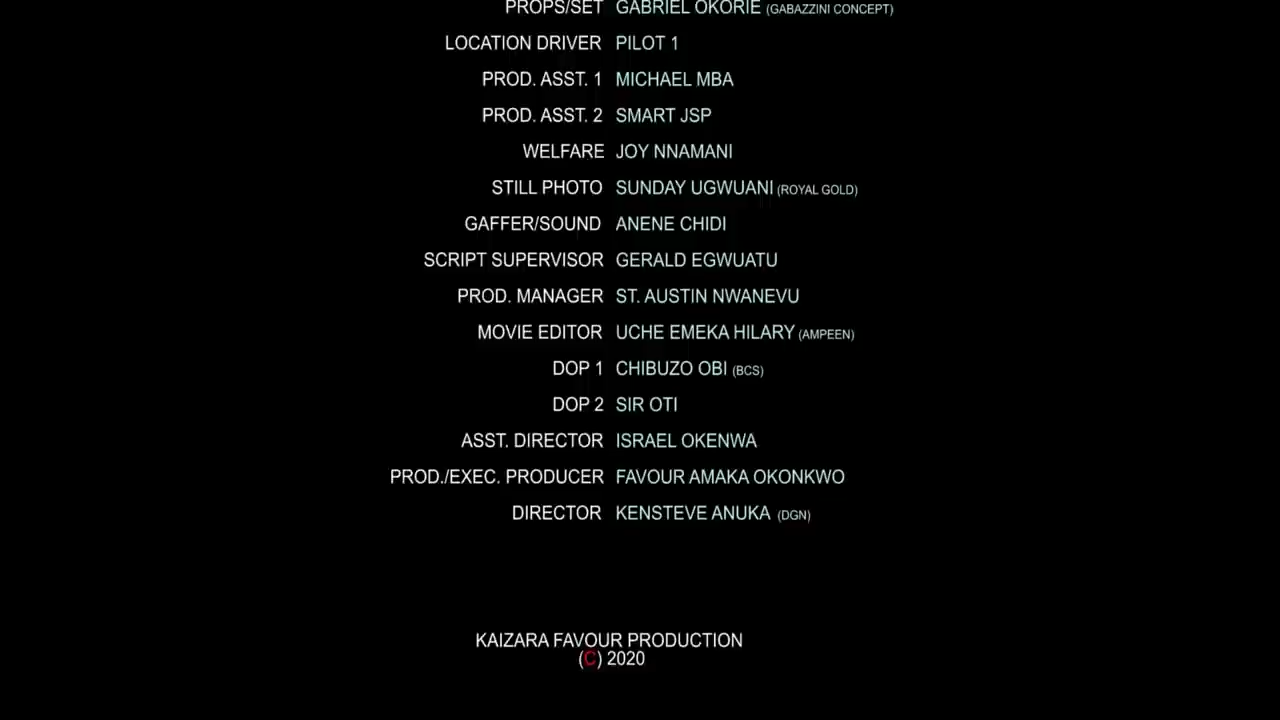 PROPS/SET GABRIEL OKORIE (GABAZZINI CONCEPT)
LOCATION DRIVER PILOT 1
PROD. ASST. 1 MICHAEL MBA
PROD. ASST. 2 SMART JSP
WELFARE JOY NNAMANI
STILL PHOTO SUNDAY UGWUANI (ROYAL GOLD)
GAFFER/SOUND ANENE CHIDI
SCRIPT SUPERVISOR GERALD EGWUATU
PROD. MANAGER ST. AUSTIN NWANEVU
MOVIE EDITOR UCHE EMEKA HILARY (AMPEEN)
DOP 1 CHIBUZO OBI (BCS)
DOP 2 SIR OTI
ASST. DIRECTOR ISRAEL OKENWA
PROD./EXEC. PRODUCER FAVOUR AMAKA OKONKWO
DIRECTOR KENSTEVE ANUKA (DGN)
KAIZARA FAVOUR PRODUCTION
(C) 2020